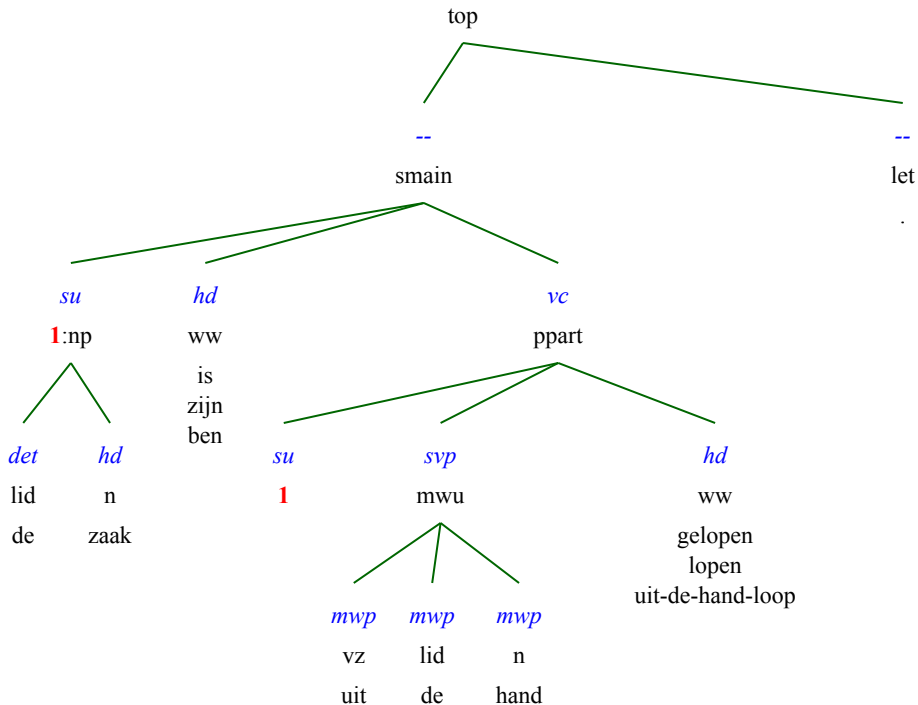 top
-- --
smain let
.
su hd vc
1:np ww ppart
is
zijn
ben
det hd su svp hd
lid n 1 mwu ww
de zaak gelopen
lopen
uit-de-hand-loop
mwp mwp mwp
vz lid n
uit de hand